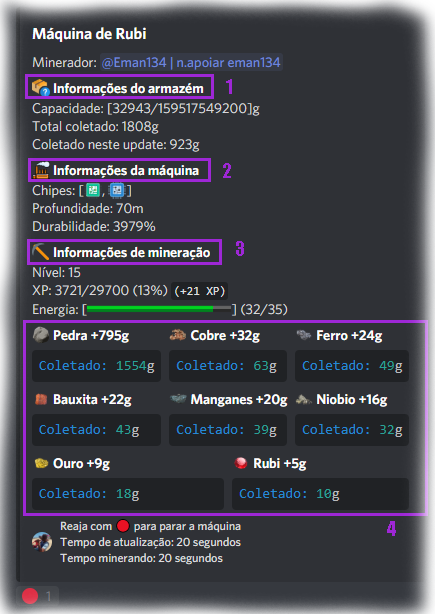 Máquina de Rubi
Minerador: @Eman134 | n.apoiar eman134
Informações do armazém 1
Capacidade: [32943/159517549200]g
Total coletado: 1808g
Coletado neste update: 923g
Informações da máquina 2
Chipes: [ , ]
Profundidade: 70m
Durabilidade: 3979%
Informações de mineração 3
Nível: 15
XP: 3721/29700 (13%) (+21 XP)
Energia: [ ] (32/35)
Pedra +795g Cobre +32g Ferro +24g
Coletado: 1554g Coletado: 63g Coletado: 49g
Bauxita +22g Manganes +20g Niobio +16g
Coletado: 43g Coletado: 39g Coletado: 32g
Ouro +9g Rubi +5g
Coletado: 18g Coletado: 10g
4
Reaja com para parar a máquina
Tempo de atualização: 20 segundos
Tempo minerando: 20 segundos
1